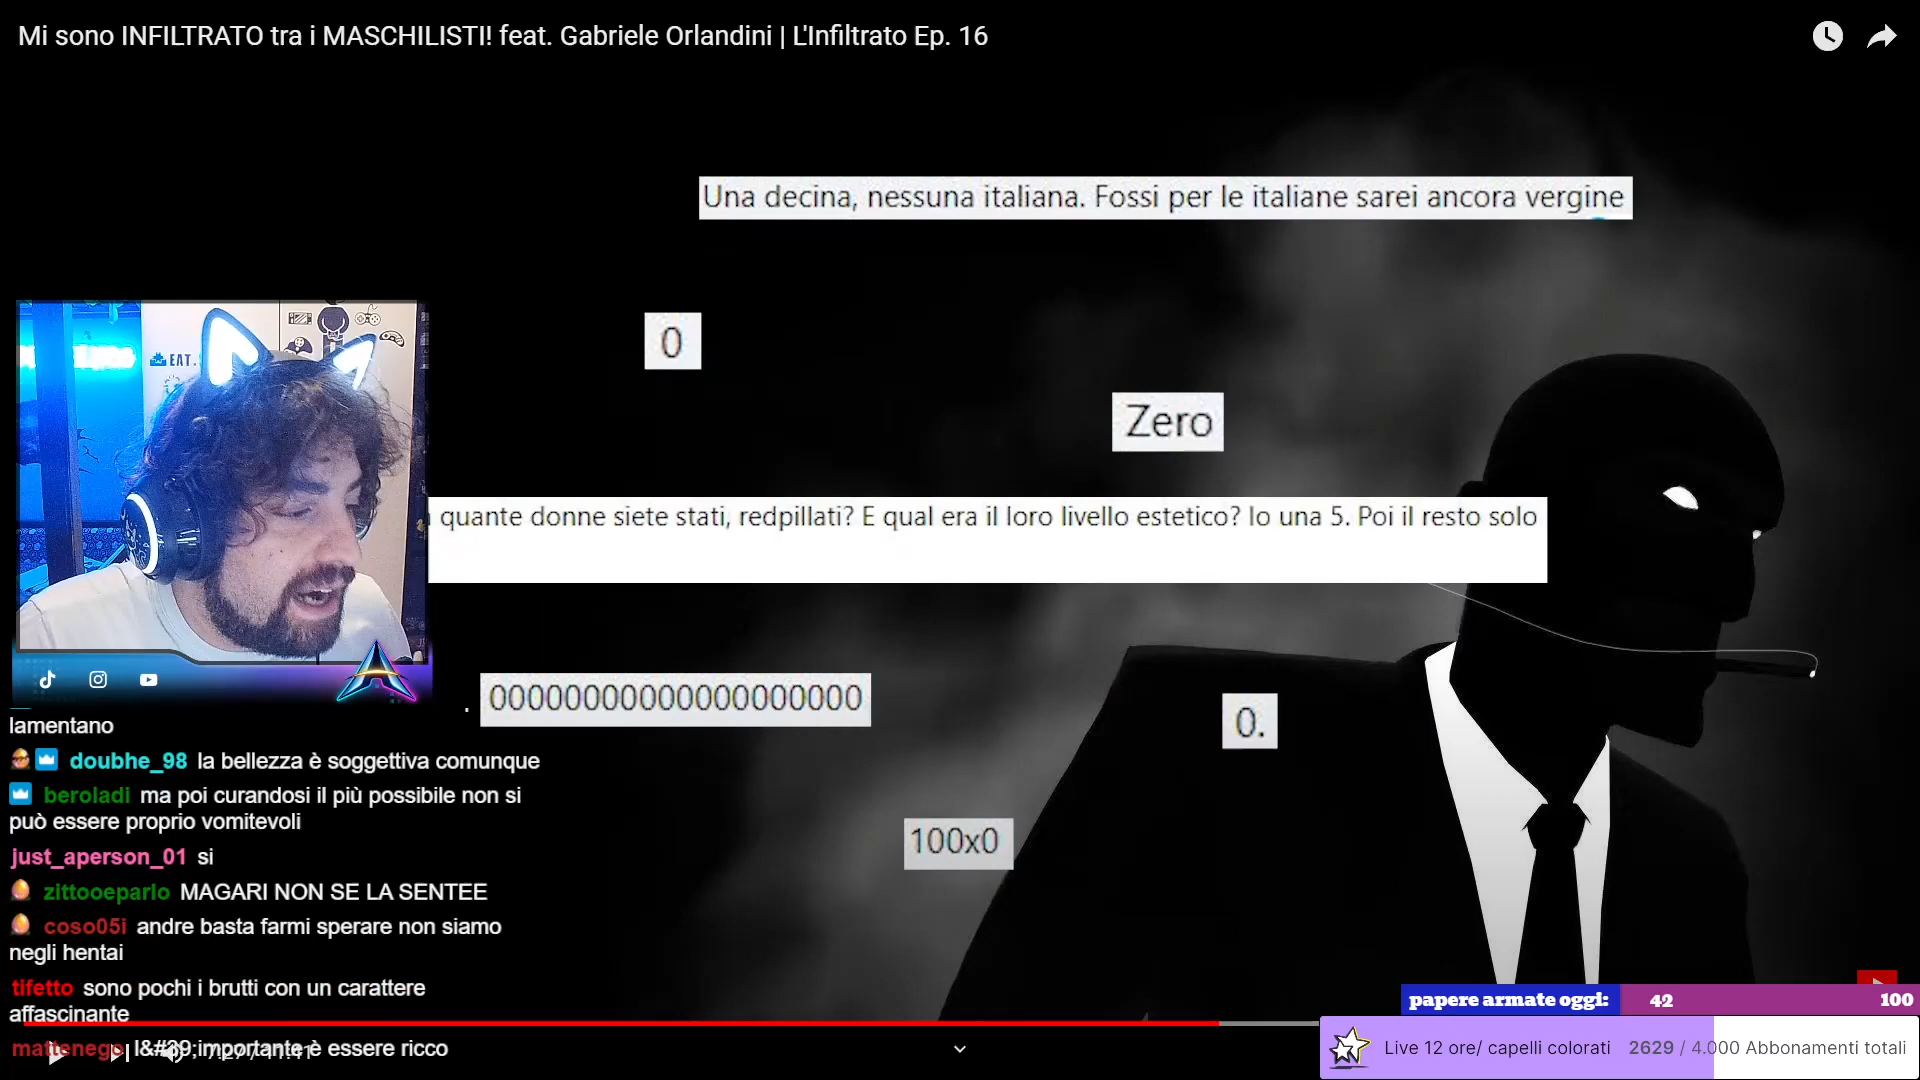 Mi sono INFILTRATO tra i MASCHILISTI! feat. Gabriele Orlandini | L'Infiltrato Ep. 16
Una decina, nessuna italiana. Fossi per le italiane sarei ancora vergine
0
Zero
EAT.
quante donne siete stati, redpillati? E qual era il loro livello estetico? Io una 5. Poi il resto solo
. 00000000000000000000
0.
100x0
lamentano
doubhe_98 la bellezza è soggettiva comunque
beroladi ma poi curandosi il più possibile non si
può essere proprio vomitevoli
just_aperson_01 si
zittooeparlo MAGARI NON SE LA SENTEE
coso05i andre basta farmi sperare non siamo
negli hentai
tifetto sono pochi i brutti con un carattere
affascinante
mattenego l&#39;importante è essere ricco
papere armate oggi: 42 100
Live 12 ore/ capelli colorati 2629 / 4.000 Abbonamenti totali